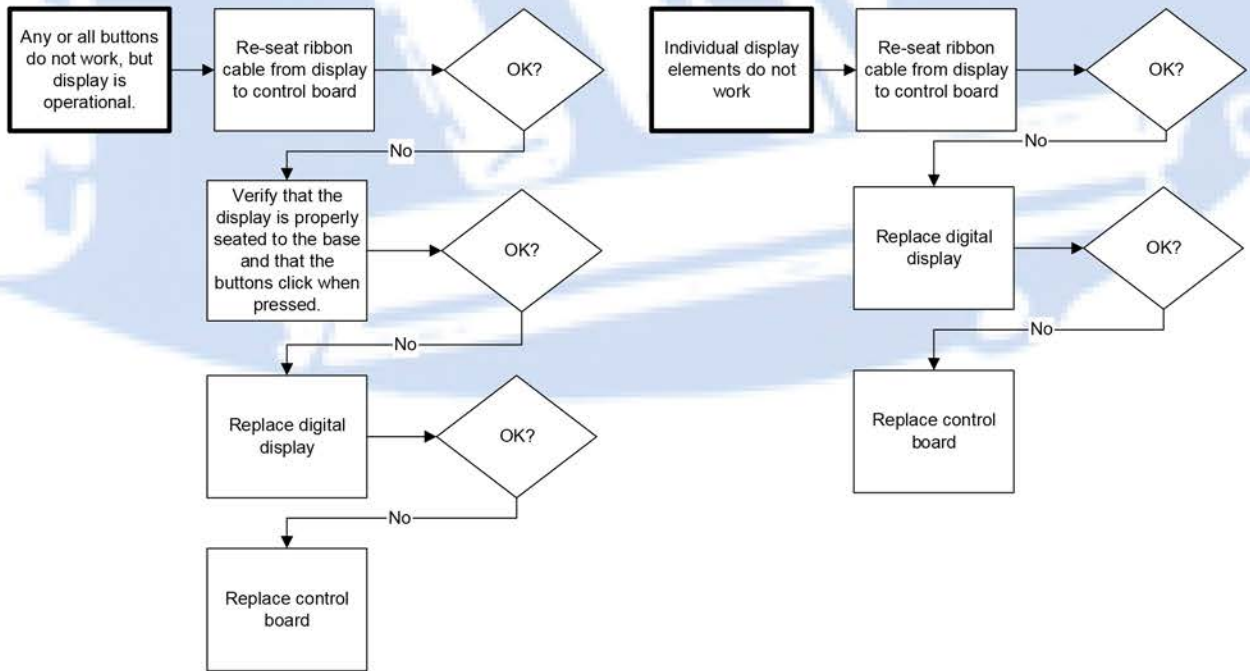 Any or all buttons
do not work, but
display is
operational.
Re-seat ribbon
cable from display
to control board
OK?
No
Verify that the
display is properly
seated to the base
and that the
buttons click when
pressed.
OK?
No
Replace digital
display
OK?
No
Replace control
board
Individual display
elements do not
work
Re-seat ribbon
cable from display
to control board
OK?
No
Replace digital
display
OK?
No
Replace control
board